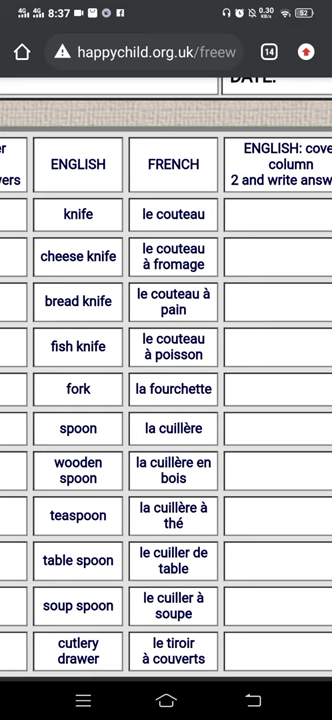 8:37
0.30
KB/s
52
happychild.org.uk/freew
14
DATE:
er
vers
ENGLISH
FRENCH
ENGLISH: cove
column
2 and write answ
knife
le couteau
cheese knife
le couteau
à fromage
bread knife
le couteau à
pain
fish knife
le couteau
à poisson
fork
la fourchette
spoon
la cuillère
wooden
spoon
la cuillère en
bois
teaspoon
la cuillère à
thé
table spoon
le cuiller de
table
soup spoon
le cuiller à
soupe
cutlery
drawer
le tiroir
à couverts